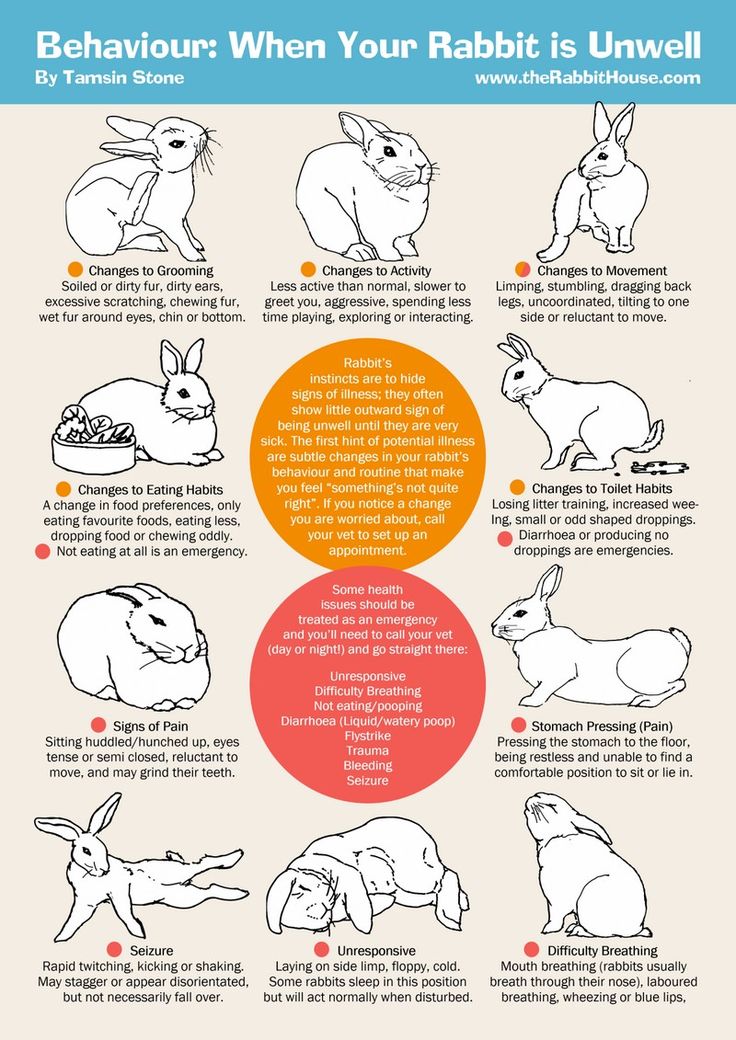 Behaviour: When Your Rabbit is Unwell
By Tamsin Stone
www.theRabbitHouse.com
Changes to Grooming
Soiled or dirty fur, dirty ears,
excessive scratching, chewing fur,
wet fur around eyes, chin or bottom.
Changes to Activity
Less active than normal, slower to
greet you, aggressive, spending less
time playing, exploring or interacting.
Changes to Movement
Limping, stumbling, dragging back
legs, uncoordinated, tilting to one
side or reluctant to move.
Rabbit's
instincts are to hide
signs of illness; they often
show little outward sign of
being unwell until they are very
sick. The first hint of potential illness
are subtle changes in your rabbit's
behaviour and routine that make
you feel "something's not quite
right". If you notice a change
you are worried about, call
your vet to set up an
appointment.
Changes to Eating Habits
A change in food preferences, only
eating favourite foods, eating less,
dropping food or chewing oddly.
Not eating at all is an emergency.
Changes to Toilet Habits
Losing litter training, increased wee-
ing, small or odd shaped droppings.
Diarrhoea or producing no
droppings are emergencies.
Some health
issues should be
treated as an emergency
and you'll need to call your vet
(day or night!) and go straight there:
Unresponsive
Difficulty Breathing
Not eating/pooping
Diarrhoea (Liquid/watery poop)
Flystrike
Trauma
Bleeding
Seizure
Signs of Pain
Sitting huddled/hunched up, eyes
tense or semi closed, reluctant to
move, and may grind their teeth.
Stomach Pressing (Pain)
Pressing the stomach to the floor,
being restless and unable to find a
comfortable position to sit or lie in.
Seizure
Rapid twitching, kicking or shaking.
May stagger or appear disorientated,
but not necessarily fall over.
Unresponsive
Laying on side limp, floppy, cold.
Some rabbits sleep in this position
but will act normally when disturbed.
Difficulty Breathing
Mouth breathing (rabbits usually
breath through their nose), laboured
breathing, wheezing or blue lips,